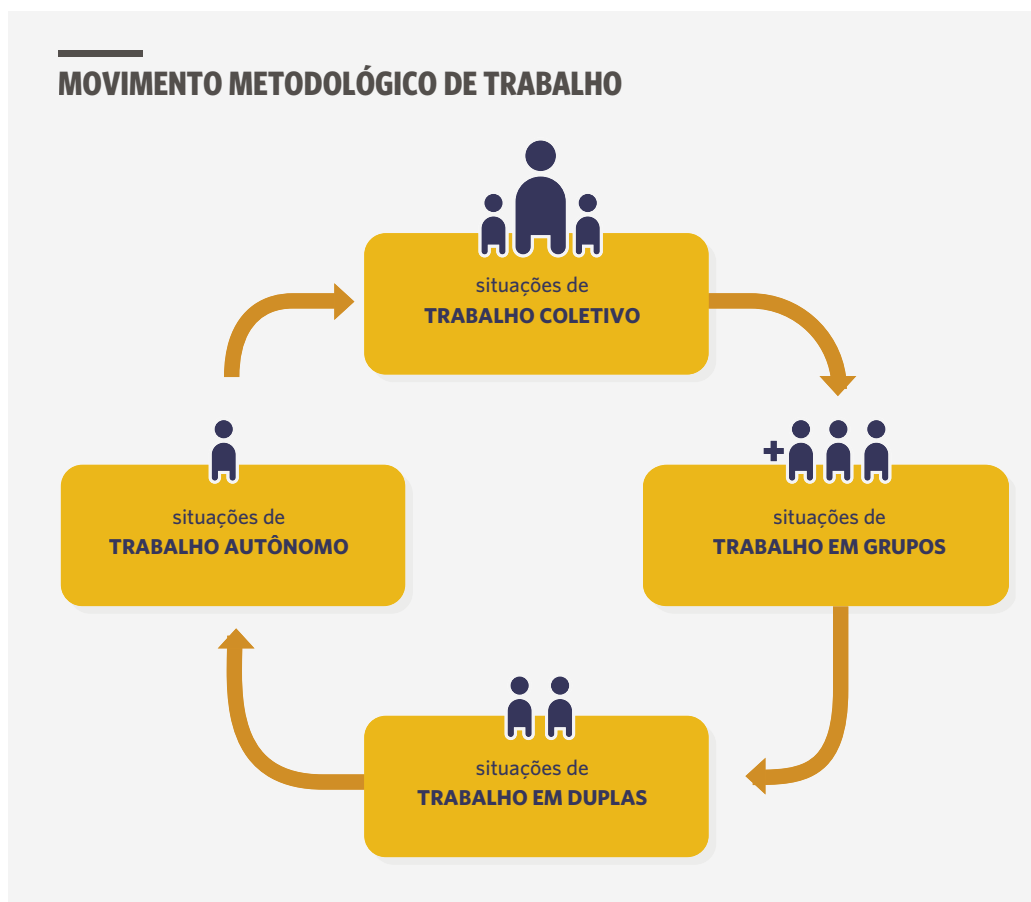 MOVIMENTO METODOLÓGICO DE TRABALHO
situações de
TRABALHO COLETIVO
situações de
TRABALHO AUTÔNOMO
+
situações de
TRABALHO EM GRUPOS
situações de
TRABALHO EM DUPLAS